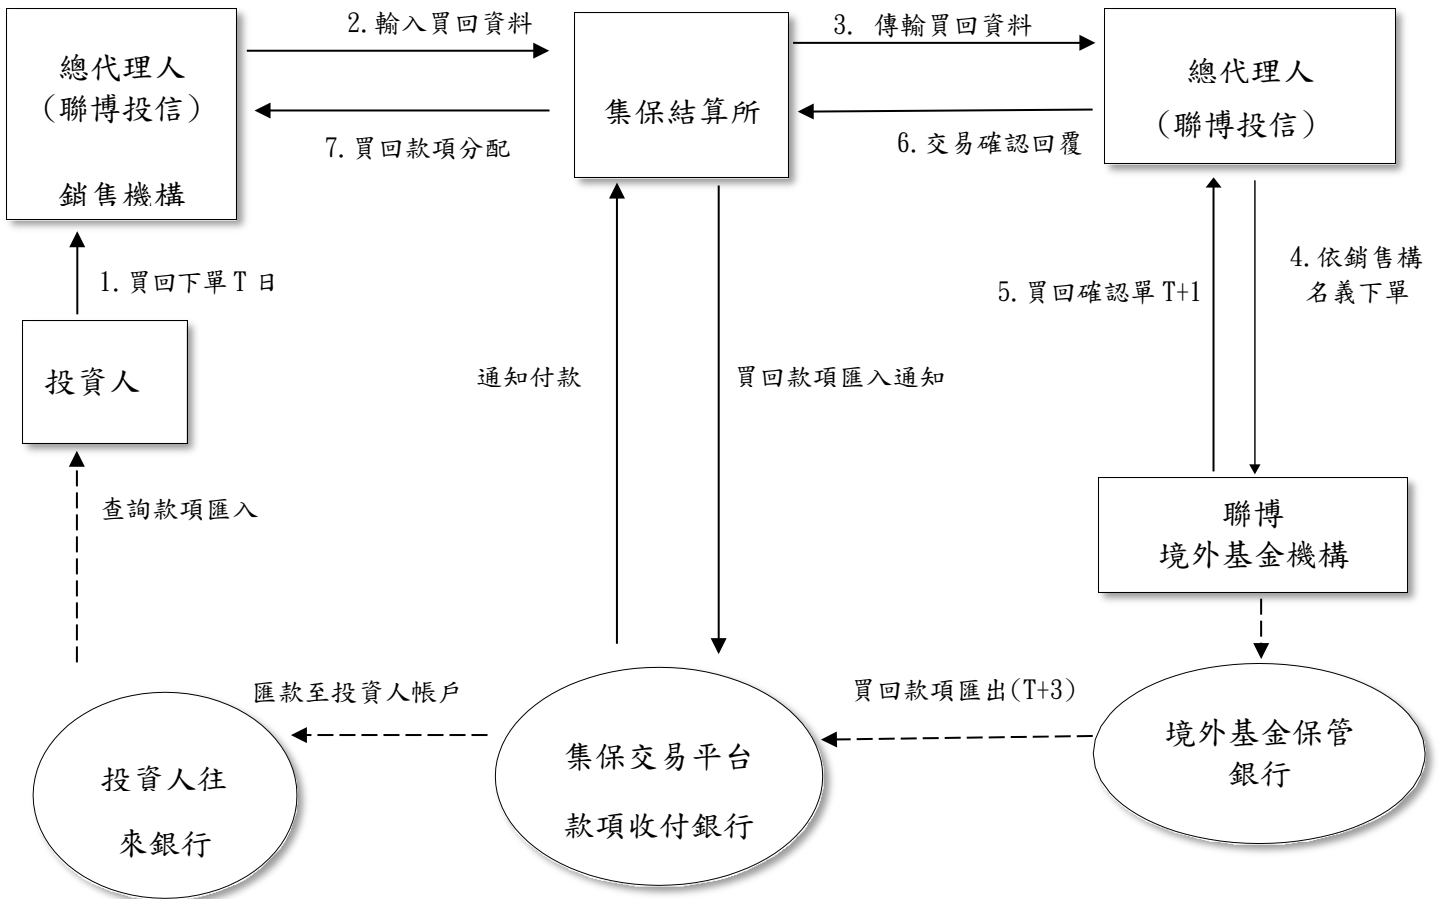 2.輸入買回資料
3. 傳輸買回資料
總代理人
(聯博投信)
銷售機構
集保結算所
總代理人
(聯博投信)
7.買回款項分配
6.交易確認回覆
1.買回下單 T 日
5.買回確認單 T+1
4.依銷售構
名義下單
投資人
通知付款
買回款項匯入通知
查詢款項匯入
聯博
境外基金機構
匯款至投資人帳戶
買回款項匯出(T+3)
投資人往
來銀行
集保交易平台
款項收付銀行
境外基金保管
銀行